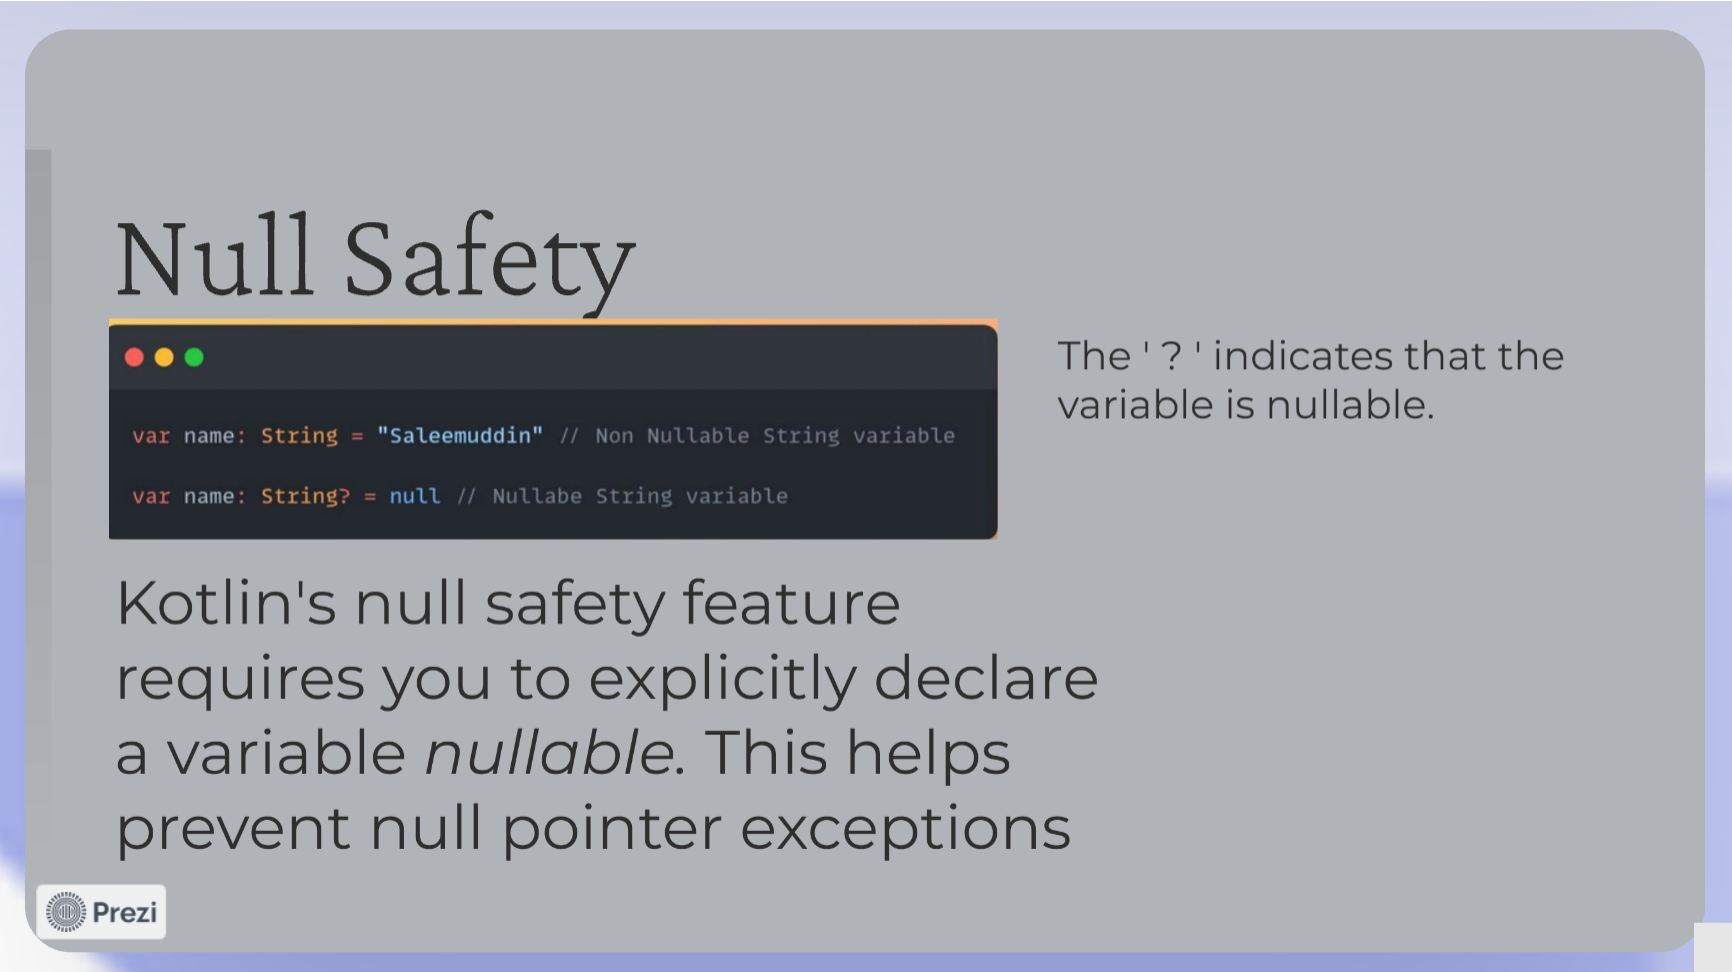 Null Safety
var name: String = "Saleemuddin" // Non Nullable String variable
var name: String? = null // Nullabe String variable
The ' ? ' indicates that the
variable is nullable.
Kotlin's null safety feature
requires you to explicitly declare
a variable nullable. This helps
prevent null pointer exceptions
Prezi